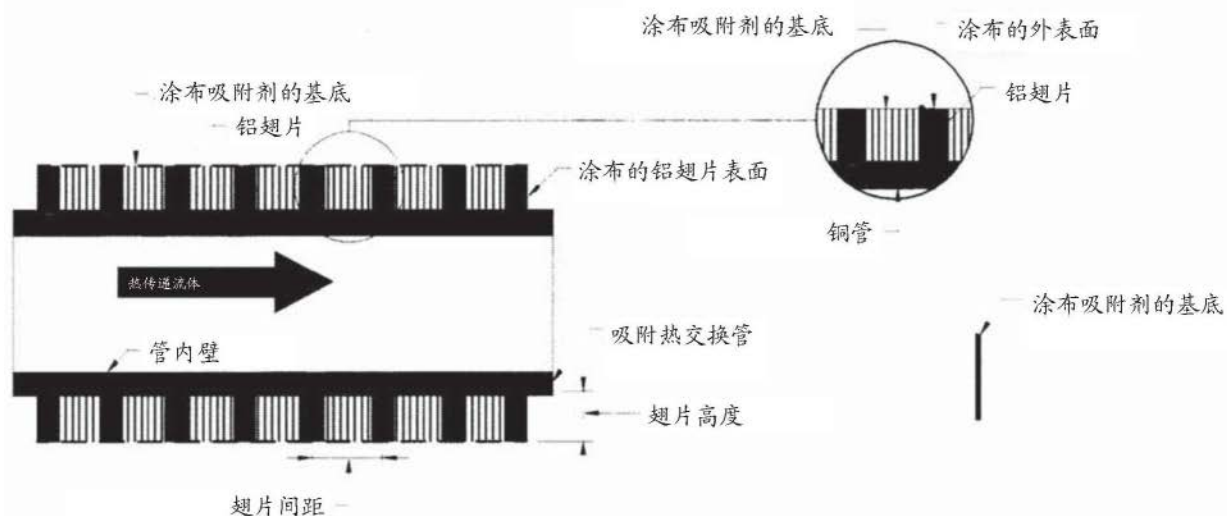 涂布吸附剂的基底
涂布的外表面
涂布吸附剂的基底
铝翅片
铝翅片
涂布的铝翅片表面
铜管
热传递流体
涂布吸附剂的基底
吸附热交换管
管内壁
翅片高度
翅片间距